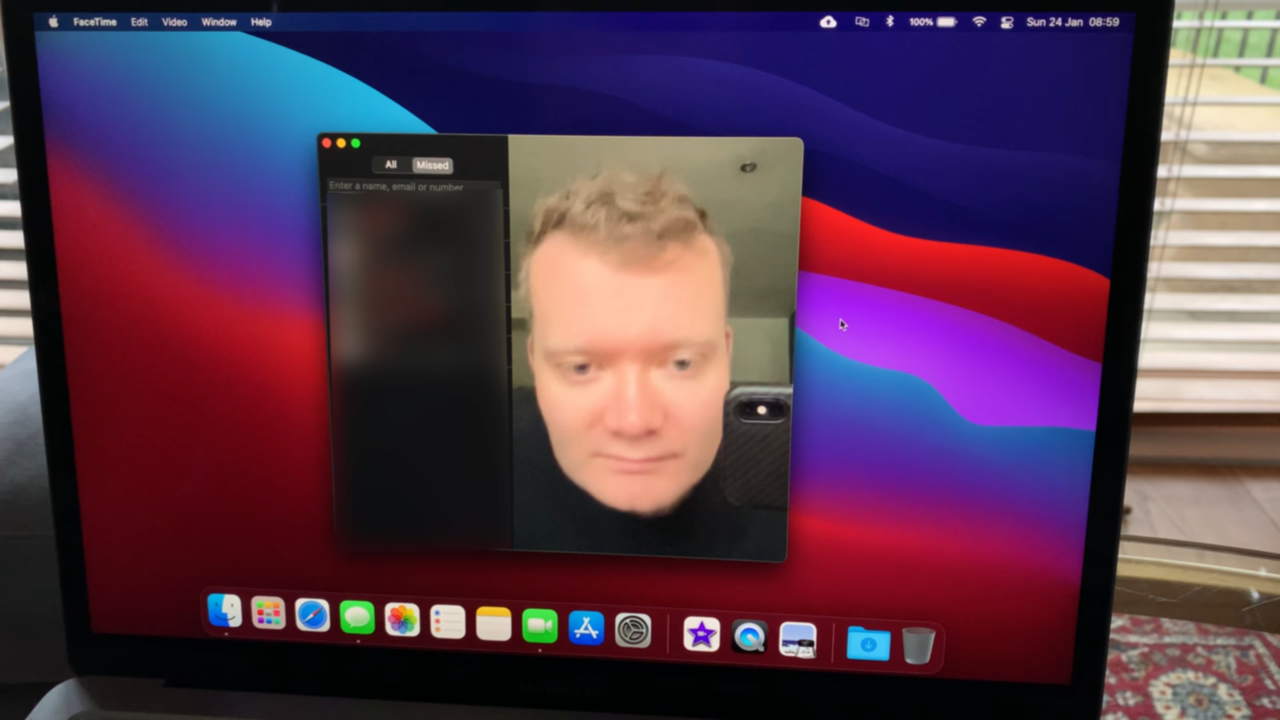 FaceTime Edit Video Window Help 100% Sun 24 Jan 08:59
All Missed
Enter a name, email or number